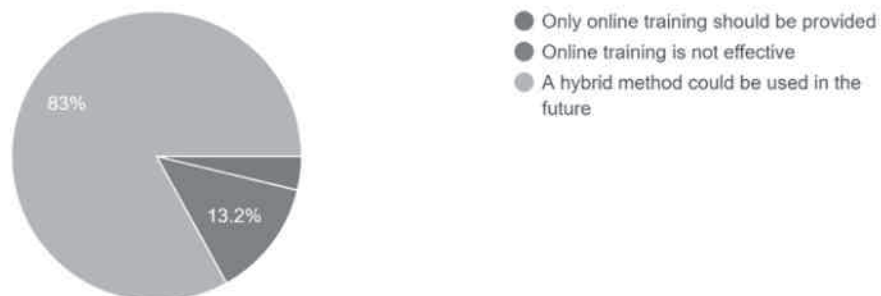 Only online training should be provided
Online training is not effective
A hybrid method could be used in the
future
83%
13.2%